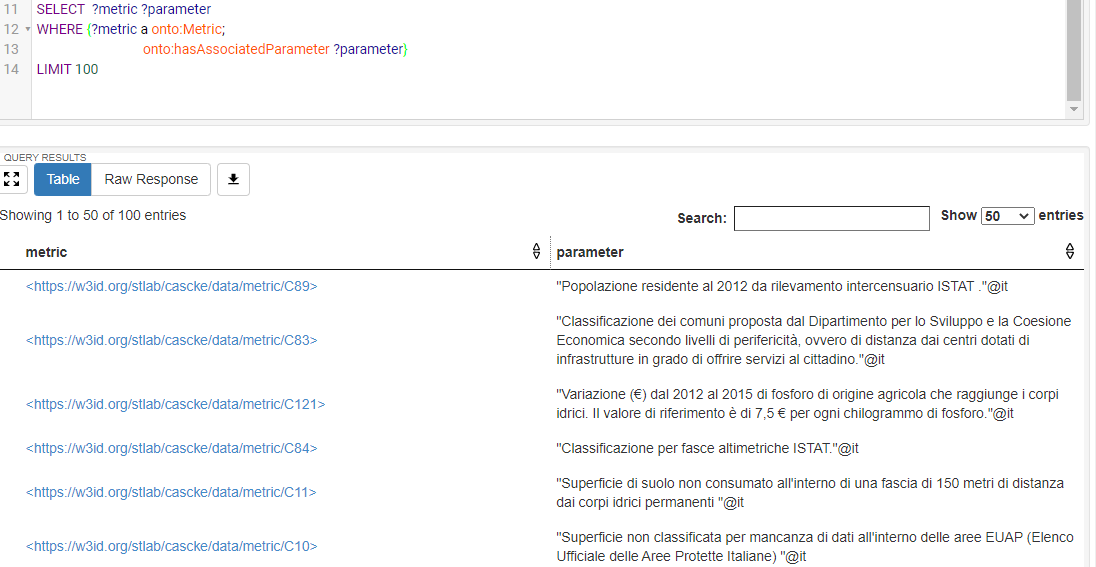 11 SELECT ?metric ?parameter
12 WHERE {?metric a onto:Metric;
13 onto:hasAssociatedParameter ?parameter}
14 LIMIT 100
QUERY RESULTS
Table Raw Response
Showing 1 to 50 of 100 entries
Search: Show 50 entries
metric parameter
<https://w3id.org/stlab/cascke/data/metric/C89> "Popolazione residente al 2012 da rilevamento intercensuario ISTAT ."@it
"Classificazione dei comuni proposta dal Dipartimento per lo Sviluppo e la Coesione
<https://w3id.org/stlab/cascke/data/metric/C83> Economica secondo livelli di perifericità, ovvero di distanza dai centri dotati di
infrastrutture in grado di offrire servizi al cittadino."@it
"Variazione (€) dal 2012 al 2015 di fosforo di origine agricola che raggiunge i corpi
<https://w3id.org/stlab/cascke/data/metric/C121> idrici. Il valore di riferimento è di 7,5 € per ogni chilogrammo di fosforo."@it
<https://w3id.org/stlab/cascke/data/metric/C84> "Classificazione per fasce altimetriche ISTAT."@it
"Superficie di suolo non consumato all'interno di una fascia di 150 metri di distanza
<https://w3id.org/stlab/cascke/data/metric/C11> dai corpi idrici permanenti "@it
"Superficie non classificata per mancanza di dati all'interno delle aree EUAP (Elenco
<https://w3id.org/stlab/cascke/data/metric/C10> Ufficiale delle Aree Protette Italiane) "@it